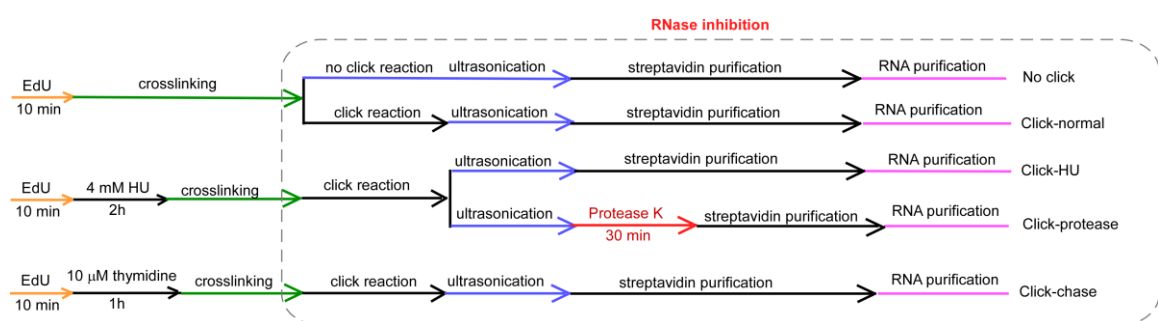 RNase inhibition
EdU
10 min
crosslinking
no click reaction
ultrasonication
streptavidin purification
RNA purification
No click
click reaction
ultrasonication
streptavidin purification
RNA purification
Click-normal
EdU
10 min
4 mM HU
2h
crosslinking
click reaction
ultrasonication
streptavidin purification
RNA purification
Click-HU
ultrasonication
Protease K
30 min
streptavidin purification
RNA purification
Click-protease
EdU
10 min
10 μM thymidine
1h
crosslinking
click reaction
ultrasonication
streptavidin purification
RNA purification
Click-chase